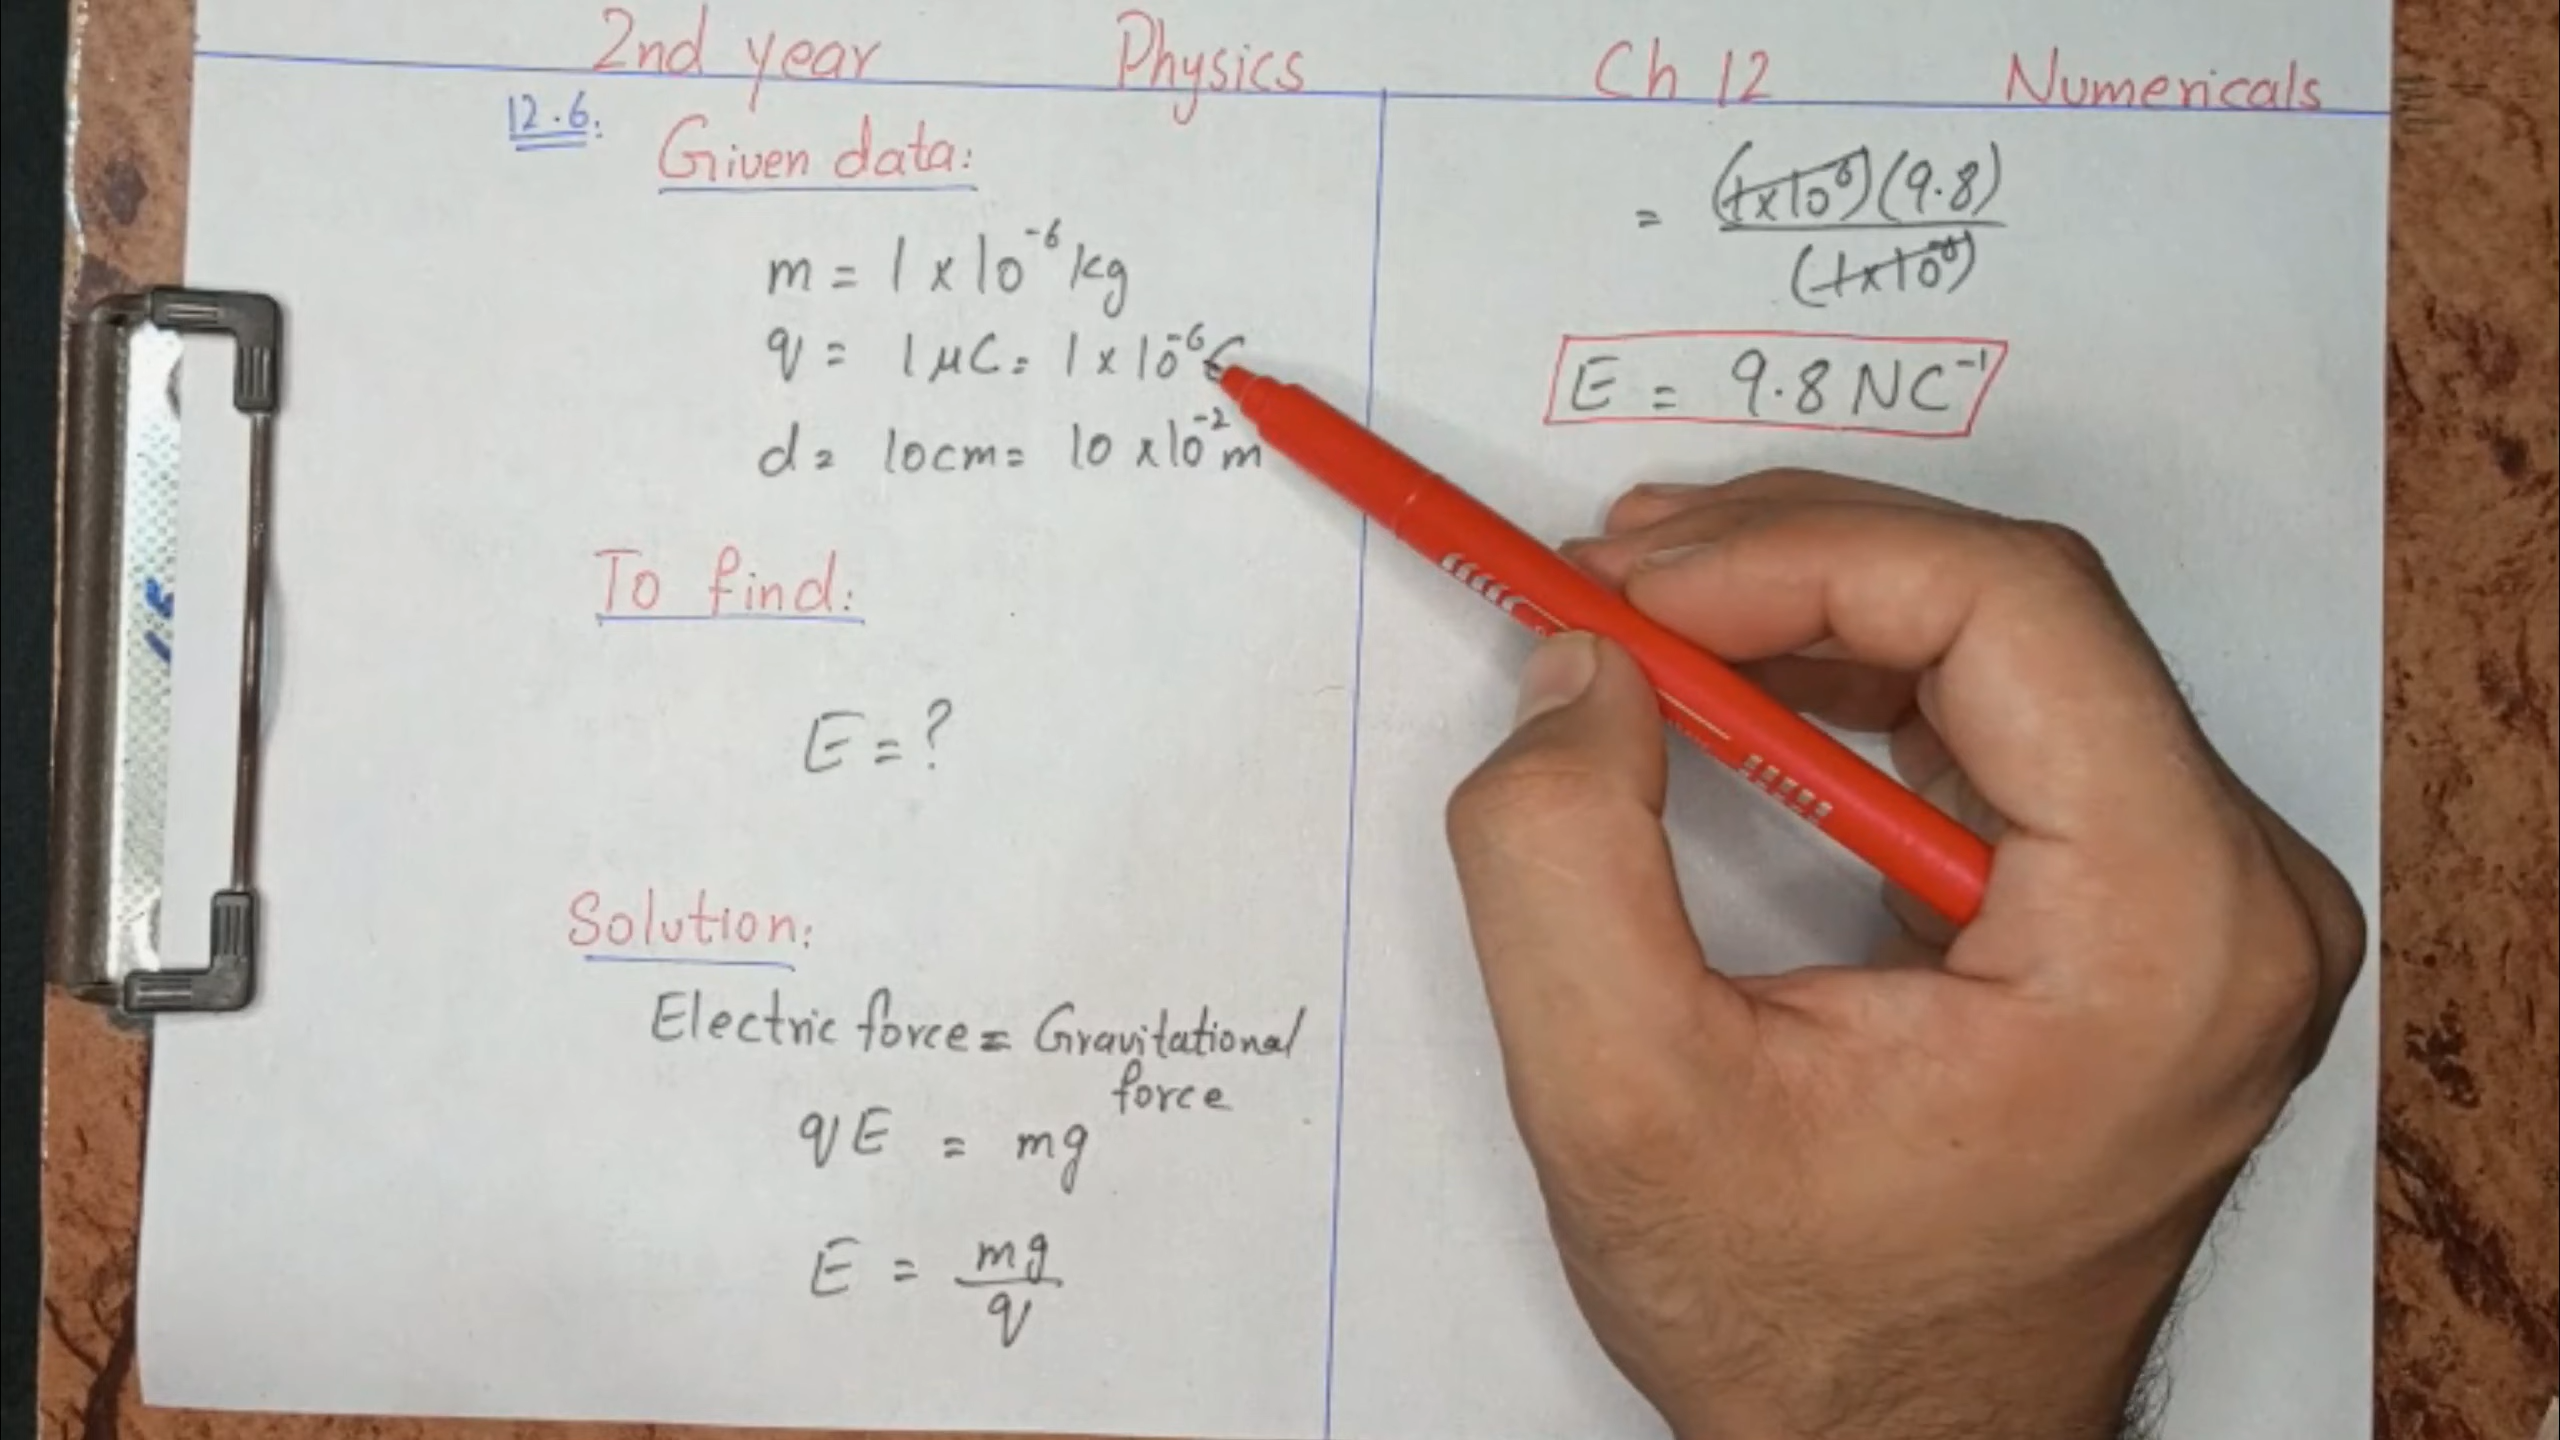 2nd year Physics Ch 12 Numericals
12.6:
Given data:
m = 1 x 10⁻⁶ kg
q = 1 μC = 1 x 10⁻⁶ C
d = 10cm = 10 x 10⁻² m
To find:
E = ?
Solution:
Electric force = Gravitational
force
qE = mg
E = mg
q
= (1x10⁻⁶)(9.8)
(1x10⁻⁶)
E = 9.8 NC⁻¹